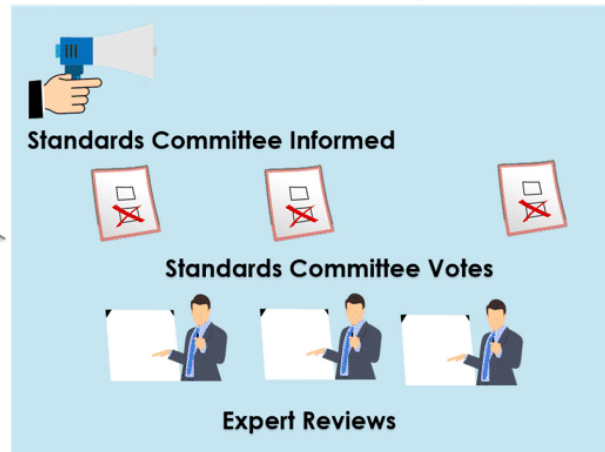 Standards Committee Informed
Standards Committee Votes
Expert Reviews